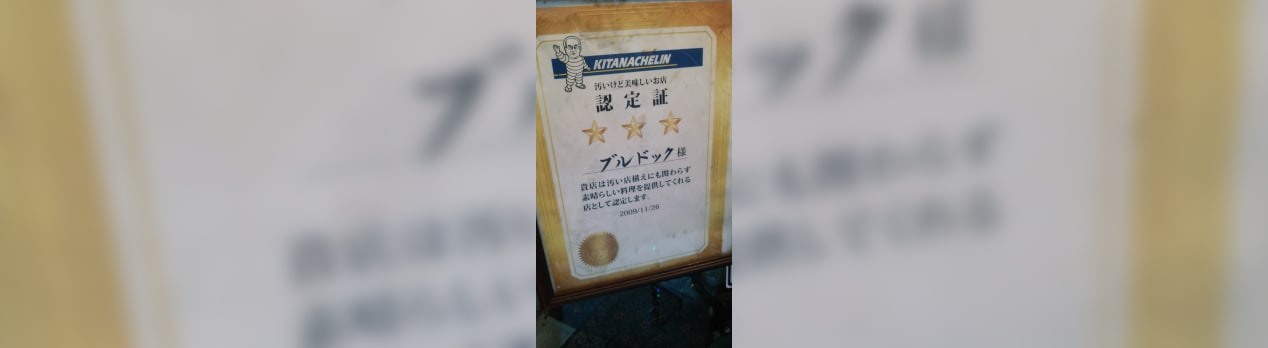 KITANACHELIN
汚いけど美味しいお店
認定証
ブルドック様
貴店は汚い店構えにも関わらず
素晴らしい料理を提供してくれる
店として認定します。
2009/11/26